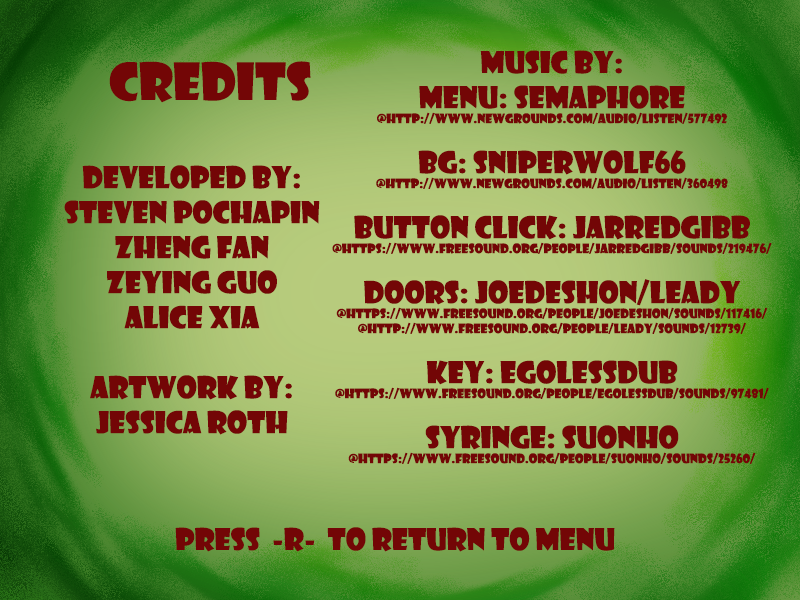 CREDITS
DEVELOPED BY:
STEVEN POCHAPIN
ZHENG FAN
ZEYING GUO
ALICE XIA
ARTWORK BY:
JESSICA ROTH
MUSIC BY:
MENU: SEMAPHORE
@HTTP://WWW.NEWGROUNDS.COM/AUDIO/LISTEN/577492
BG: SNIPERWOLF66
@HTTP://WWW.NEWGROUNDS.COM/AUDIO/LISTEN/360498
BUTTON CLICK: JARREDGIBB
@HTTPS://WWW.FREESOUND.ORG/PEOPLE/JARREDGIBB/SOUNDS/219476/
DOORS: JOEDESHON/LEADY
@HTTPS://WWW.FREESOUND.ORG/PEOPLE/JOEDESHON/SOUNDS/117416/
@HTTP://WWW.FREESOUND.ORG/PEOPLE/LEADY/SOUNDS/12739/
KEY: EGOLESSDUB
@HTTPS://WWW.FREESOUND.ORG/PEOPLE/EGOLESSDUB/SOUNDS/97481/
SYRINGE: SUONHO
@HTTPS://WWW.FREESOUND.ORG/PEOPLE/SUONHO/SOUNDS/25260/
PRESS -R- TO RETURN TO MENU